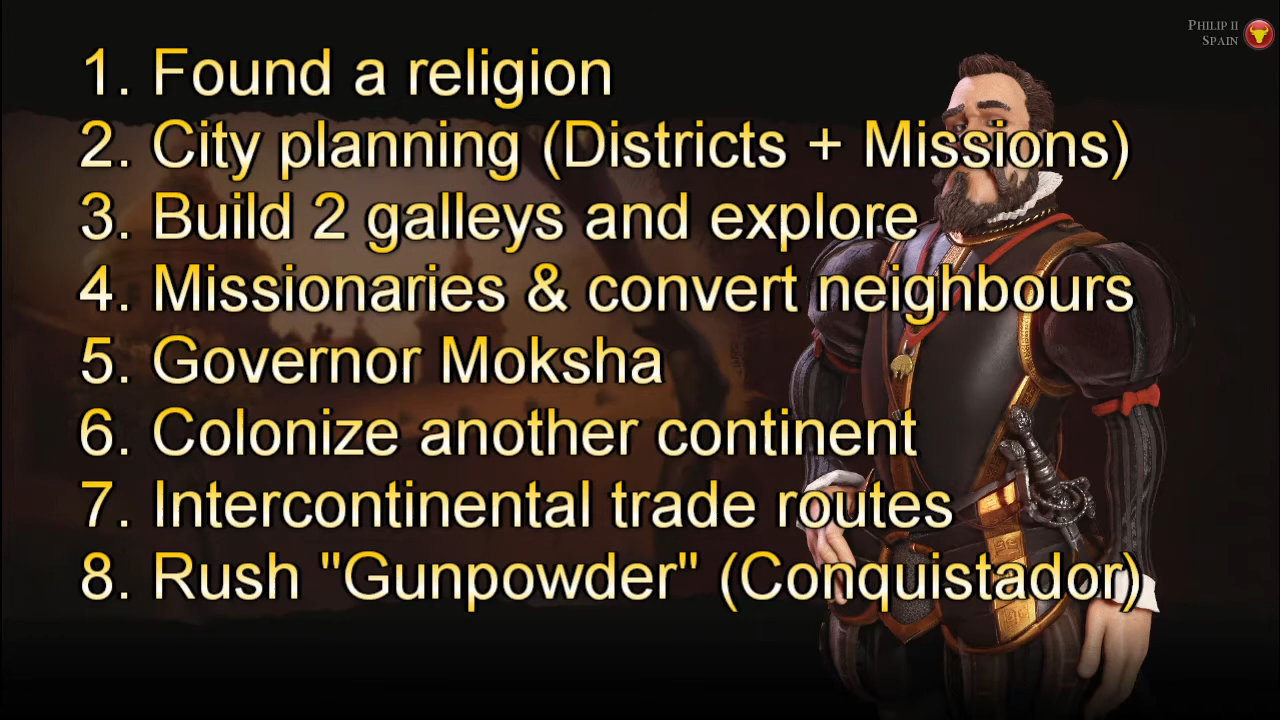 PHILIP II
SPAIN
1. Found a religion
2. City planning (Districts + Missions)
3. Build 2 galleys and explore
4. Missionaries & convert neighbours
5. Governor Moksha
6. Colonize another continent
7. Intercontinental trade routes
8. Rush "Gunpowder" (Conquistador)